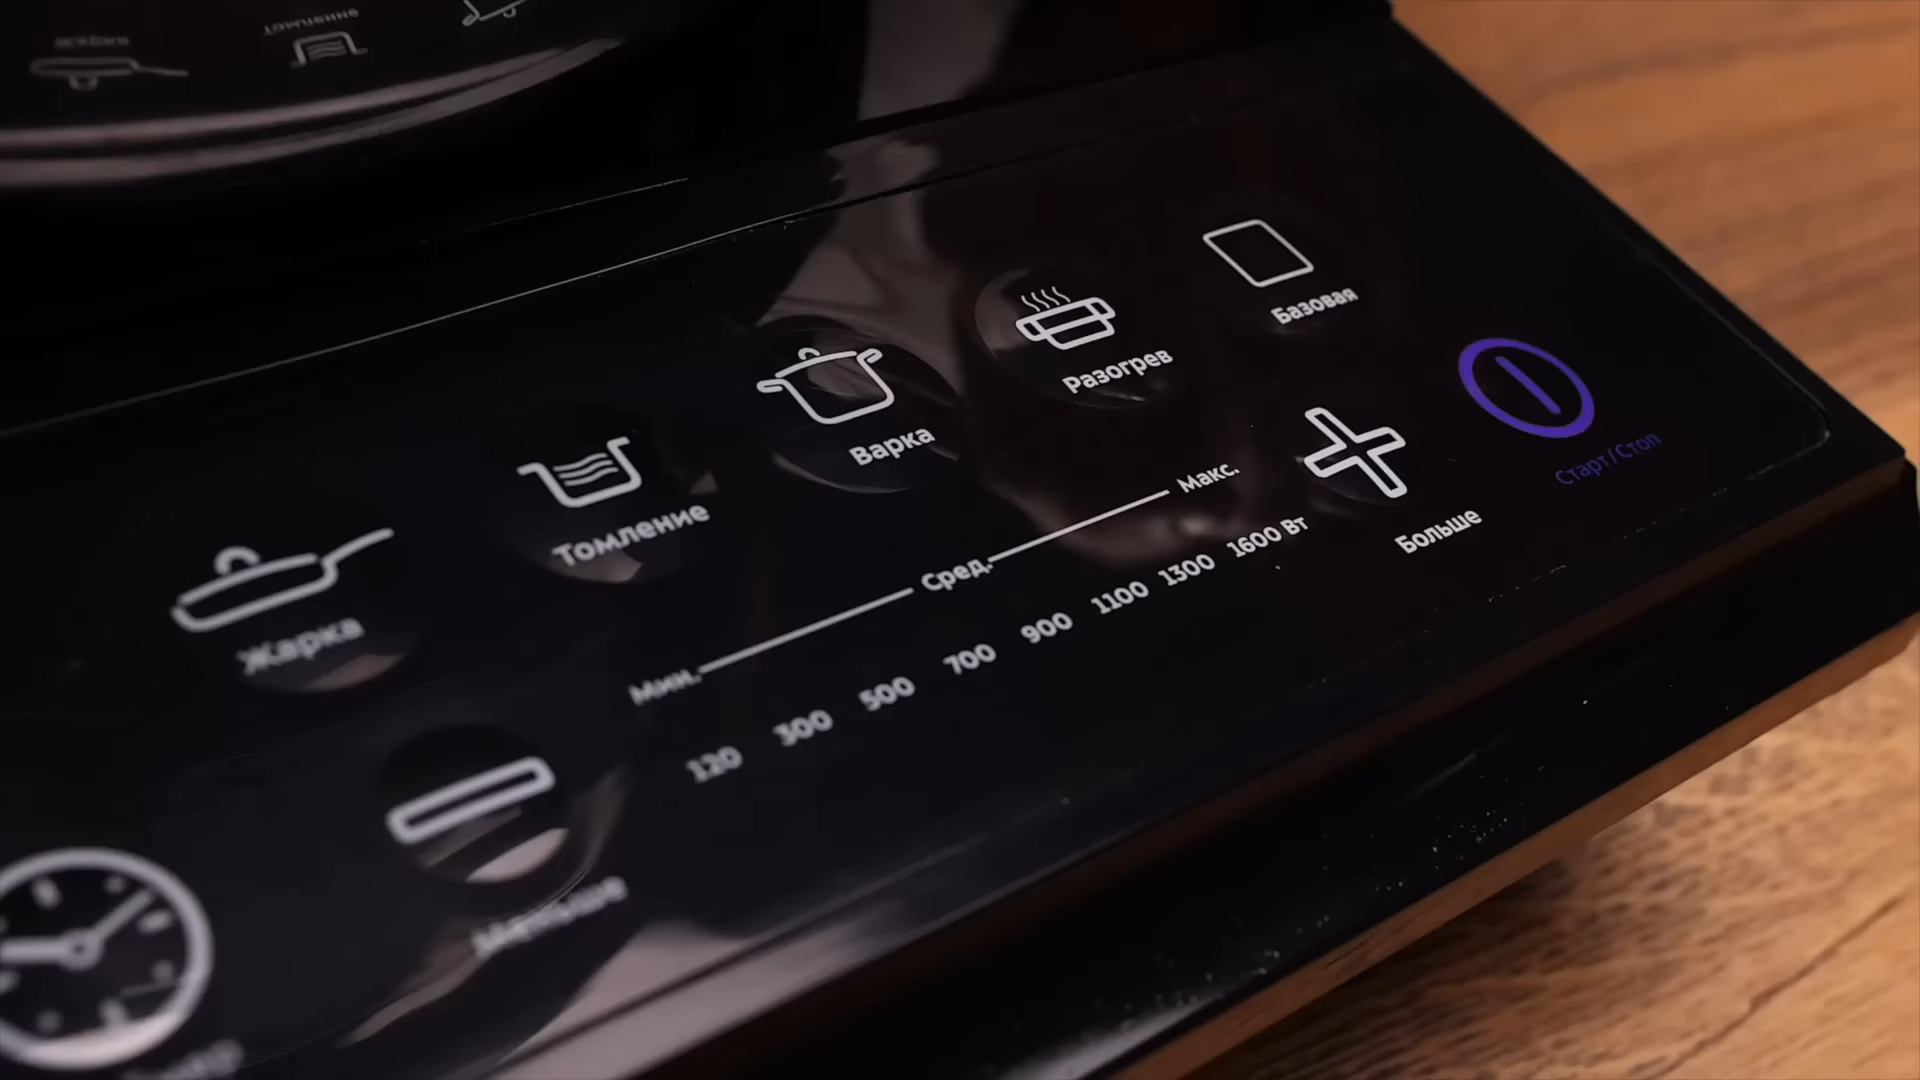 Базовая
Разогрев
Варка
Томление
Жарка
Старт/Стоп
Больше
Мин. Сред. Макс.
120 300 500 700 900 1100 1300 1600 Вт
Меньше